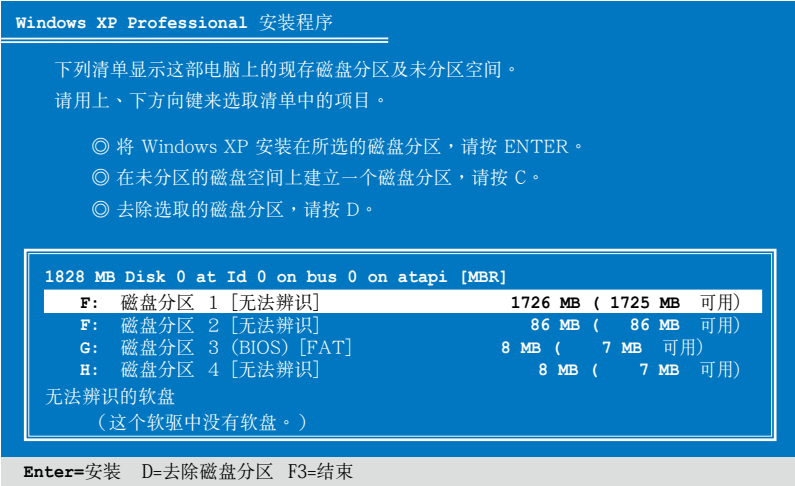 Windows XP Professional 安装程序
下列清单显示这部电脑上的现存磁盘分区及未分区空间。
请用上、下方向键来选取清单中的项目。
◎ 将 Windows XP 安装在所选的磁盘分区，请按 ENTER。
◎ 在未分区的磁盘空间上建立一个磁盘分区，请按 C。
◎ 去除选取的磁盘分区，请按 D。
1828 MB Disk 0 at Id 0 on bus 0 on atapi [MBR]
F: 磁盘分区 1 [无法辨识] 1726 MB ( 1725 MB 可用)
F: 磁盘分区 2 [无法辨识] 86 MB ( 86 MB 可用)
G: 磁盘分区 3 (BIOS) [FAT] 8 MB ( 7 MB 可用)
H: 磁盘分区 4 [无法辨识] 8 MB ( 7 MB 可用)
无法辨识的软盘
（这个软驱中没有软盘。）
Enter=安装 D=去除磁盘分区 F3=结束